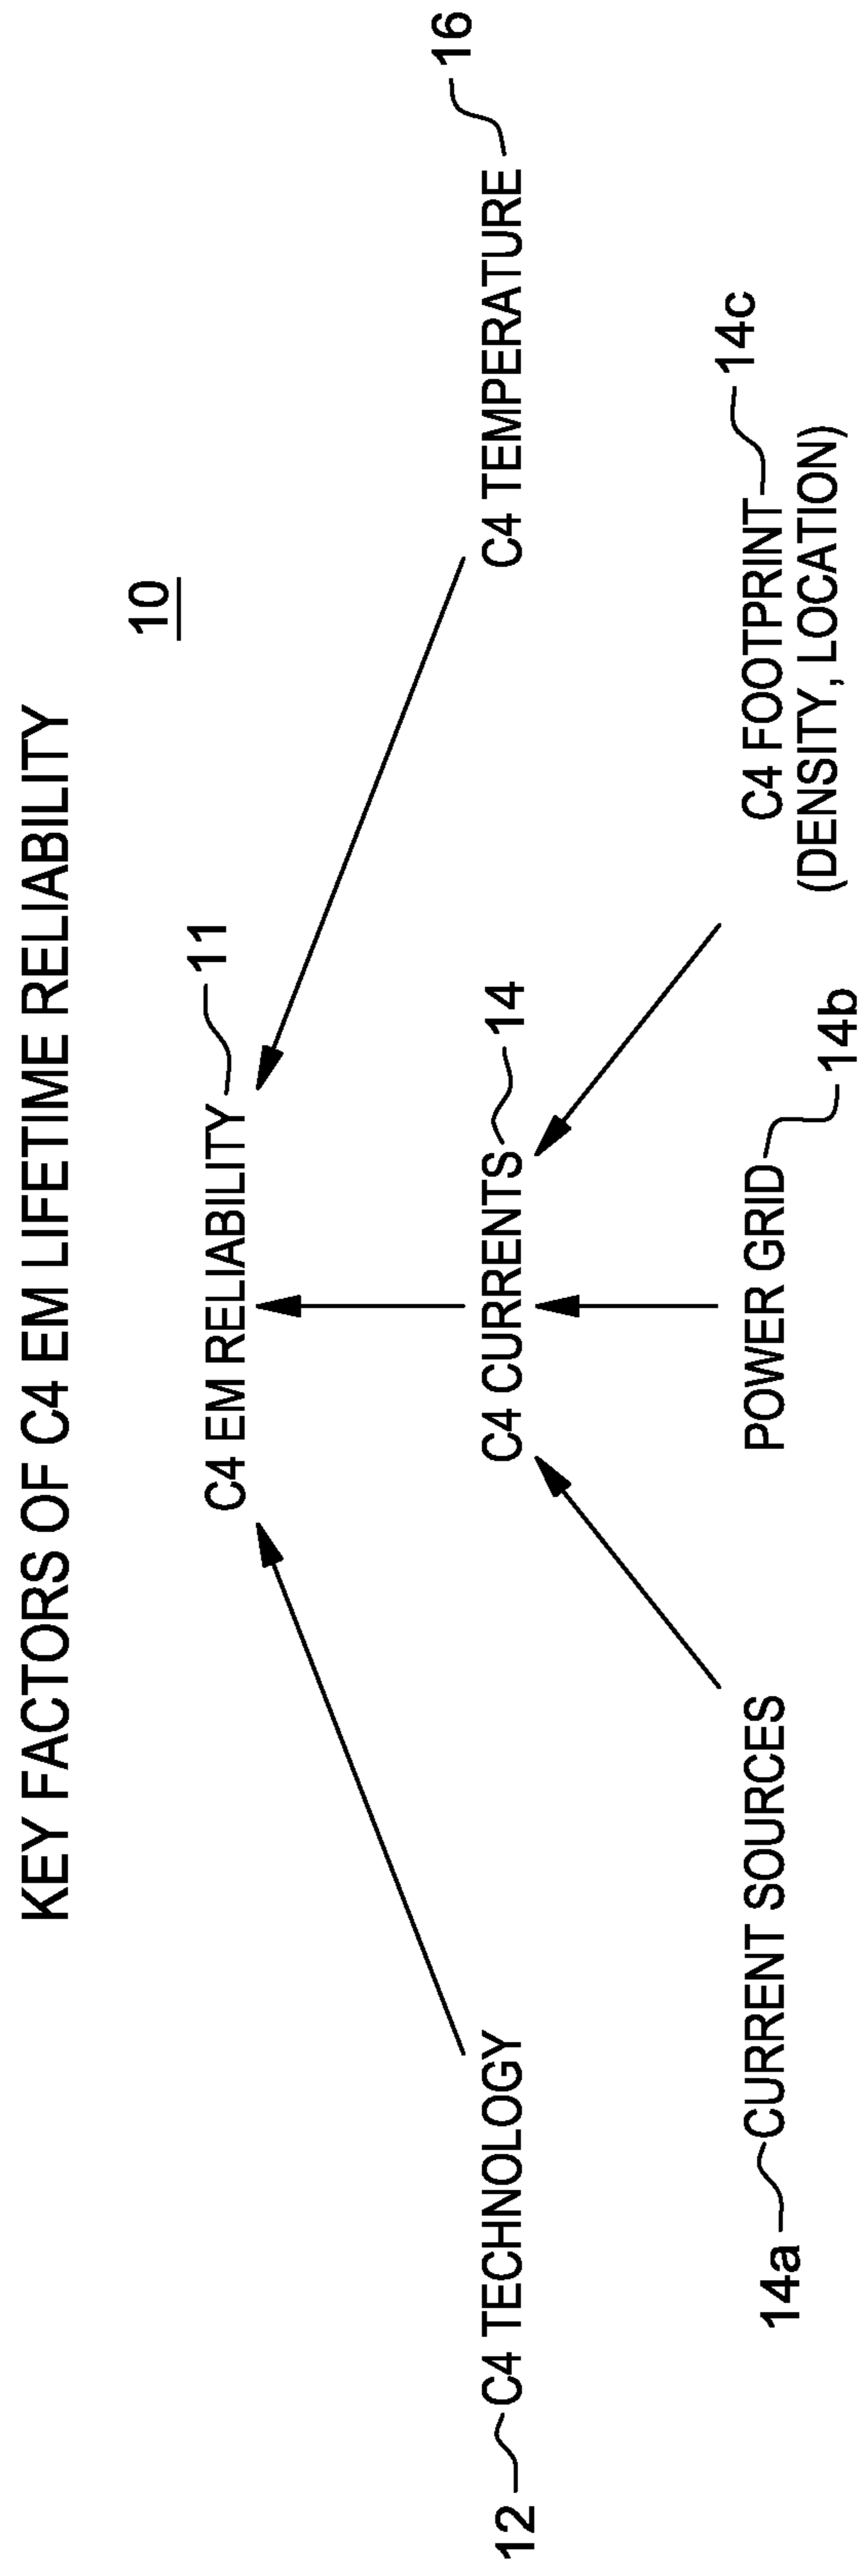 KEY FACTORS OF C4 EM LIFETIME RELIABILITY
10
C4 EM RELIABILITY 11
12 C4 TECHNOLOGY
C4 CURRENTS 14
C4 TEMPERATURE 16
14a CURRENT SOURCES
POWER GRID 14b
C4 FOOTPRINT 14c
(DENSITY, LOCATION)